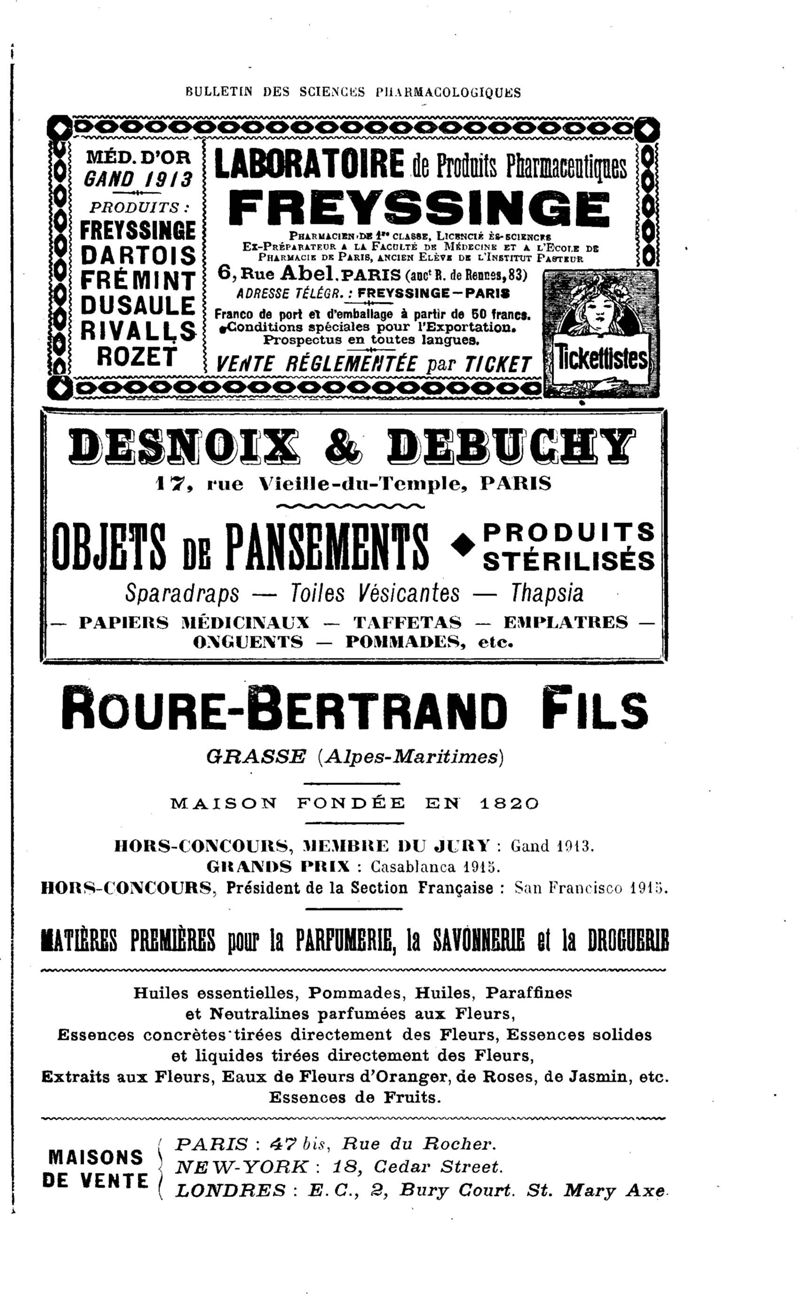 BULLETIN DES SCIENCES PHARMACOLOGIQUES
MÉD. D'OR
GAND 1913
PRODUITS :
FREYSSINGE
DARTOIS
FRÉMINT
DUSAULE
RIVALLS
ROZET
LABORATOIRE de Produits Pharmaceutiques
FREYSSINGE
PHARMACIEN DE 1re CLASSE, LICENCIÉ ÈS-SCIENCES
EX-PRÉPARATEUR A LA FACULTÉ DE MÉDECINE ET A L'ECOLE DE
PHARMACIE DE PARIS, ANCIEN ELÈVE DE L'INSTITUT PASTEUR
6, Rue Abel. PARIS (anct R. de Rennes, 83)
ADRESSE TÉLÉGR. : FREYSSINGE-PARIS
Franco de port et d'emballage à partir de 50 francs.
Conditions spéciales pour l'Exportation.
Prospectus en toutes langues.
VENTE RÉGLEMENTÉE par TICKET
Tickettistes
DESNOIX & DEBUCHY
17, rue Vieille-du-Temple, PARIS
OBJETS DE PANSEMENTS ◆ PRODUITS
STÉRILISÉS
Sparadraps — Toiles Vésicantes — Thapsia
— PAPIERS MÉDICINAUX — TAFFETAS — EMPLATRES —
ONGUENTS — POMMADES, etc.
ROURE-BERTRAND FILS
GRASSE (Alpes-Maritimes)
MAISON FONDÉE EN 1820
HORS-CONCOURS, MEMBRE DU JURY : Gand 1913.
GRANDS PRIX : Casablanca 1915.
HORS-CONCOURS, Président de la Section Française : San Francisco 1915.
MATIÈRES PREMIÈRES pour la PARFUMERIE, la SAVONNERIE et la DROGUERIE
Huiles essentielles, Pommades, Huiles, Paraffines
et Neutralines parfumées aux Fleurs,
Essences concrètes tirées directement des Fleurs, Essences solides
et liquides tirées directement des Fleurs,
Extraits aux Fleurs, Eaux de Fleurs d'Oranger, de Roses, de Jasmin, etc.
Essences de Fruits.
MAISONS
DE VENTE
PARIS : 47 bis, Rue du Rocher.
NEW-YORK : 18, Cedar Street.
LONDRES : E. C., 2, Bury Court. St. Mary Axe